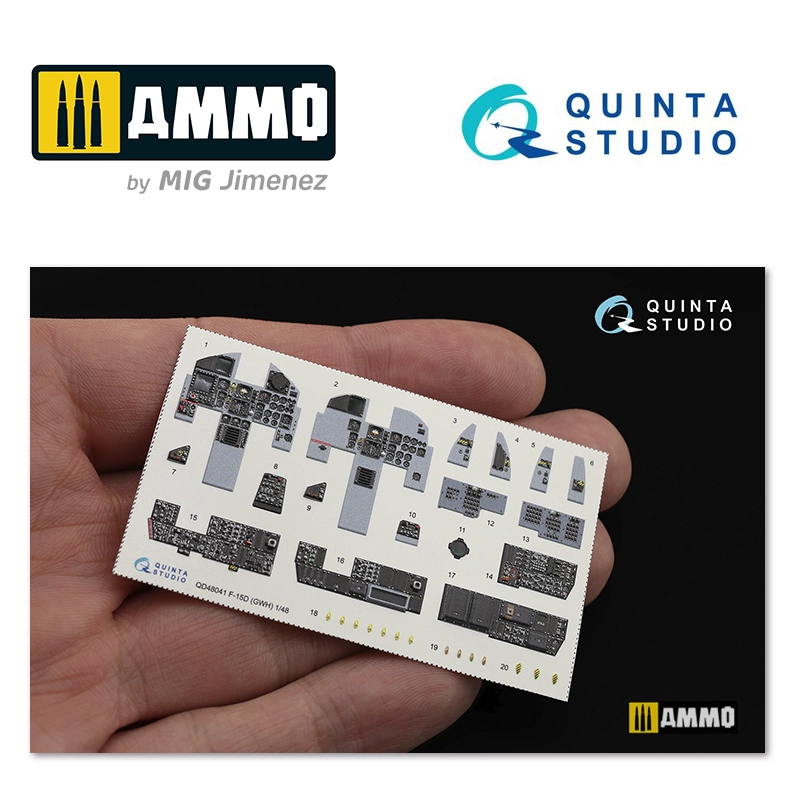 AMMO
by MIG Jimenez
QUINTA
STUDIO
QUINTA
STUDIO
1
2
3
4
5
6
7
8
9
10
11
12
13
14
15
16
17
18
19
20
QUINTA
STUDIO
QD48041 F-15D (GWH) 1/48
AMMO